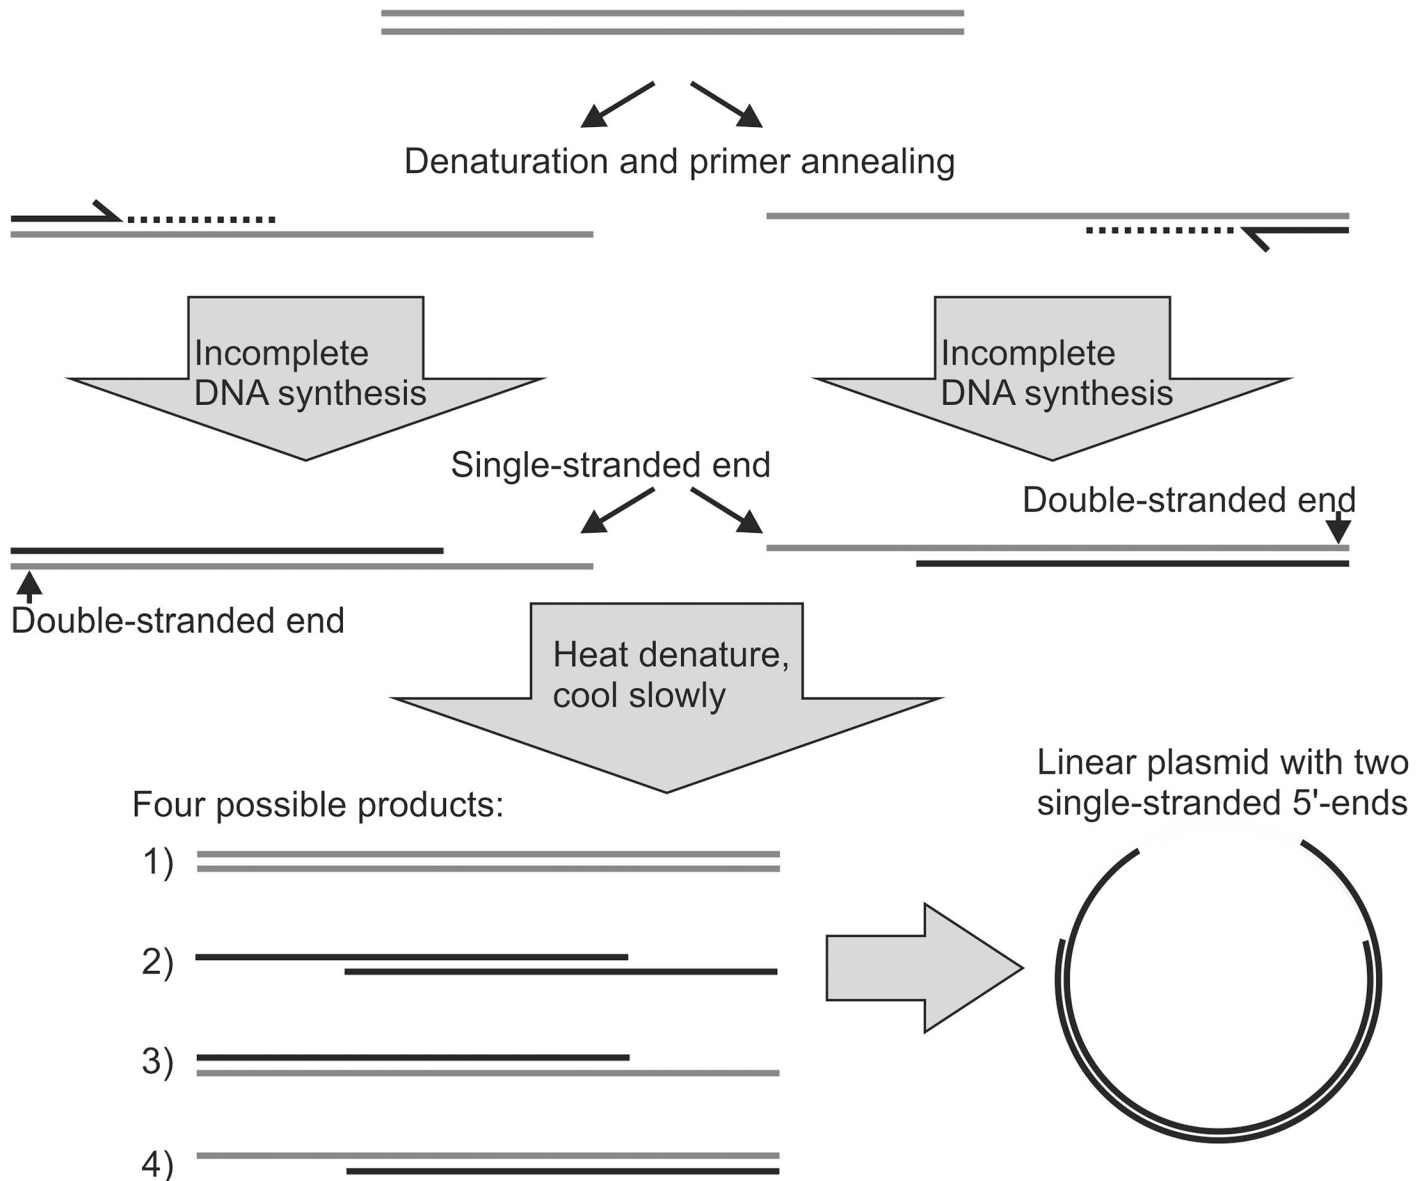 Denaturation and primer annealing
Incomplete
DNA synthesis
Incomplete
DNA synthesis
Single-stranded end
Double-stranded end
Double-stranded end
Heat denature,
cool slowly
Linear plasmid with two
single-stranded 5'-ends
Four possible products:
1)
2)
3)
4)